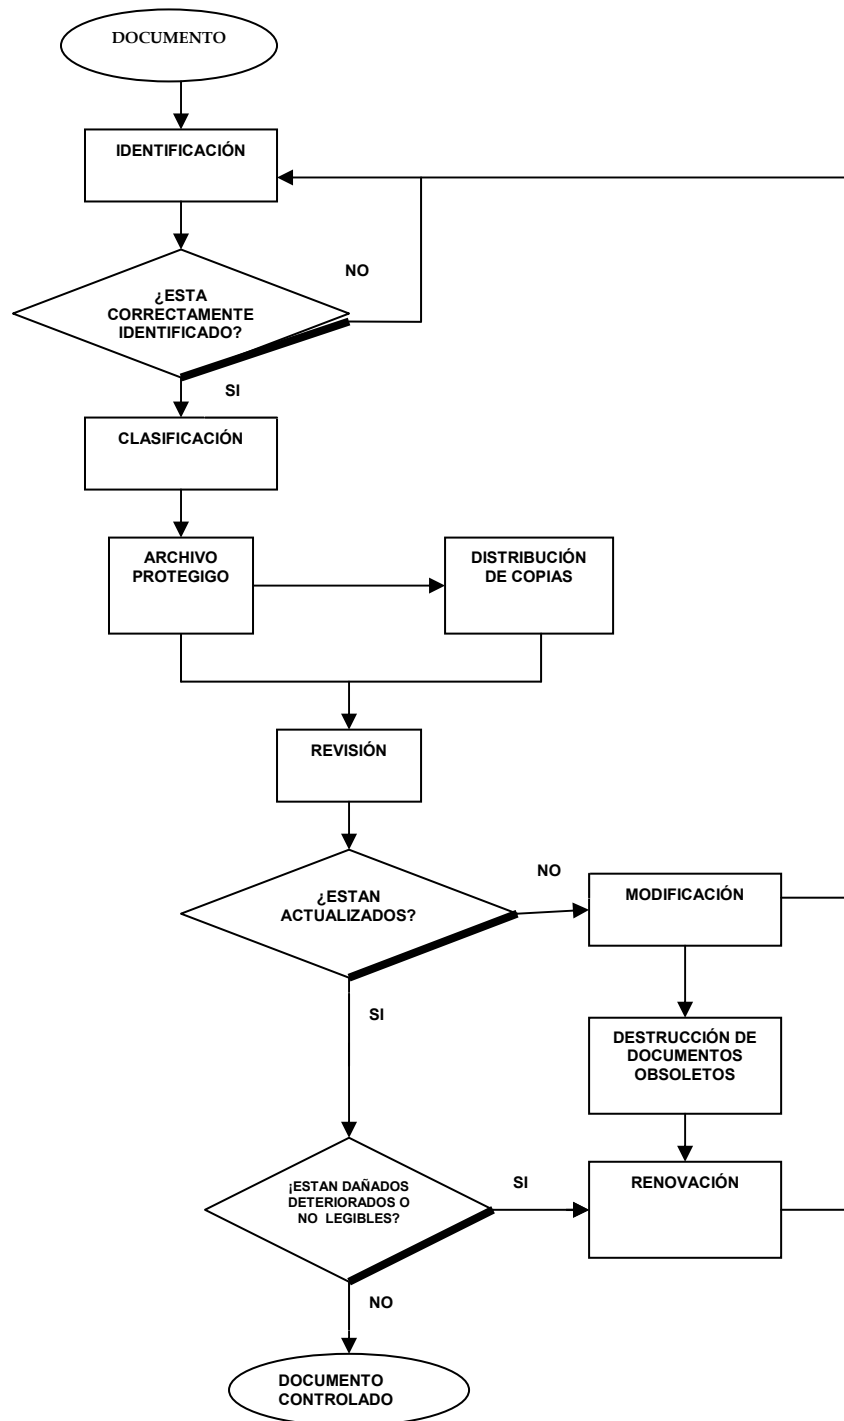 DOCUMENTO
IDENTIFICACIÓN
NO
¿ESTA
CORRECTAMENTE
IDENTIFICADO?
SI
CLASIFICACIÓN
ARCHIVO
PROTEGIGO
DISTRIBUCIÓN
DE COPIAS
REVISIÓN
¿ESTAN
ACTUALIZADOS?
NO
MODIFICACIÓN
SI
DESTRUCCIÓN DE
DOCUMENTOS
OBSOLETOS
¡ESTAN DAÑADOS
DETERIORADOS O
NO LEGIBLES?
SI
RENOVACIÓN
NO
DOCUMENTO
CONTROLADO